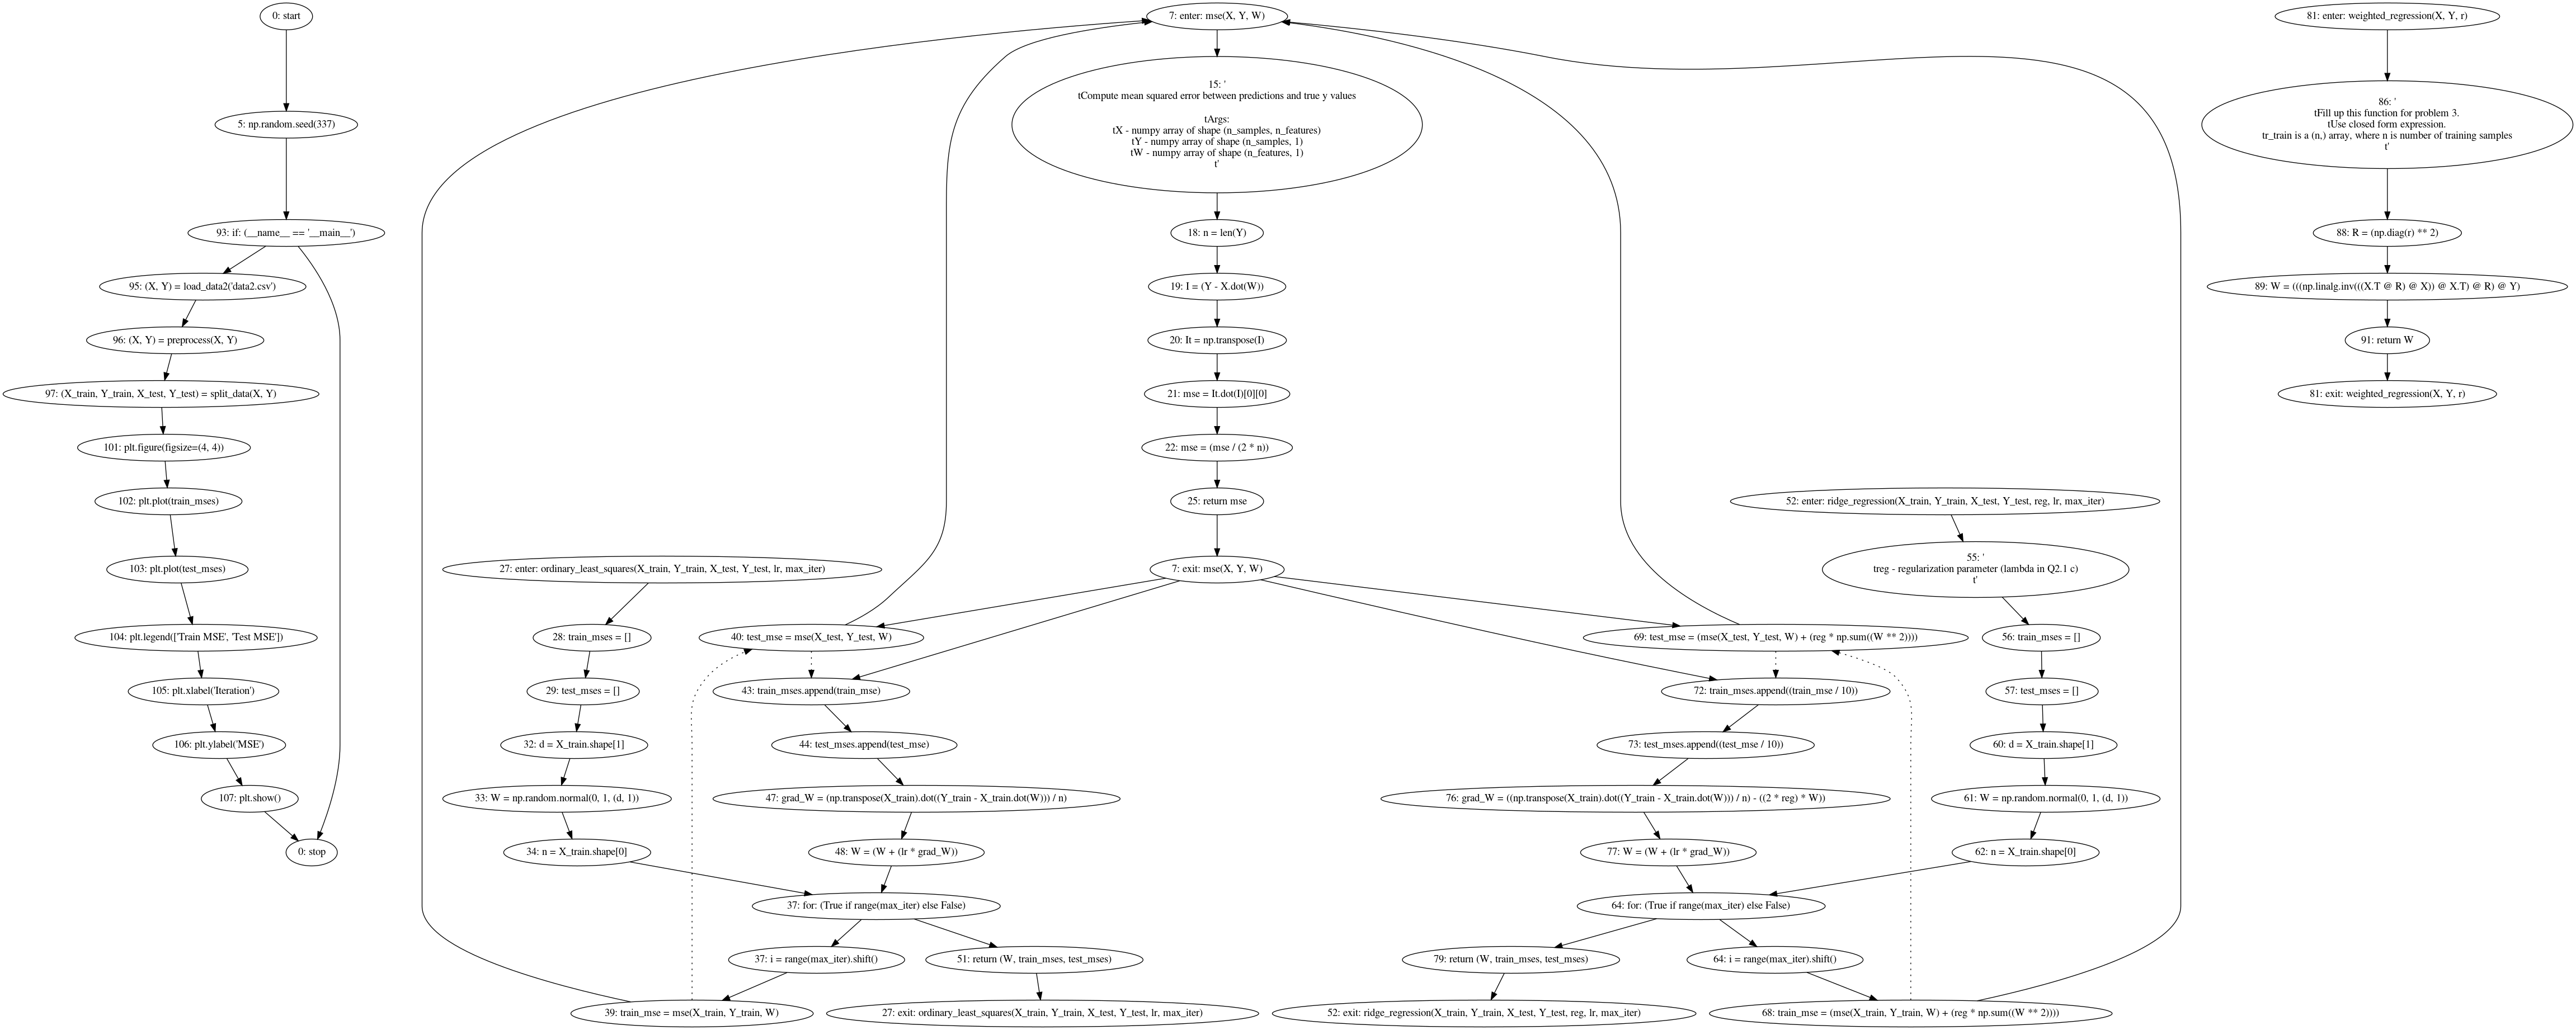 0: start
5: np.random.seed(337)
93: if: (__name__ == '__main__')
95: (X, Y) = load_data2('data2.csv')
96: (X, Y) = preprocess(X, Y)
97: (X_train, Y_train, X_test, Y_test) = split_data(X, Y)
101: plt.figure(figsize=(4, 4))
102: plt.plot(train_mses)
103: plt.plot(test_mses)
104: plt.legend(['Train MSE', 'Test MSE'])
105: plt.xlabel('Iteration')
106: plt.ylabel('MSE')
107: plt.show()
0: stop
7: enter: mse(X, Y, W)
15: '
tCompute mean squared error between predictions and true y values
tArgs:
tX - numpy array of shape (n_samples, n_features)
tY - numpy array of shape (n_samples, 1)
tW - numpy array of shape (n_features, 1)
t'
18: n = len(Y)
19: I = (Y - X.dot(W))
20: It = np.transpose(I)
21: mse = It.dot(I)[0][0]
22: mse = (mse / (2 * n))
25: return mse
7: exit: mse(X, Y, W)
27: enter: ordinary_least_squares(X_train, Y_train, X_test, Y_test, lr, max_iter)
28: train_mses = []
29: test_mses = []
32: d = X_train.shape[1]
33: W = np.random.normal(0, 1, (d, 1))
34: n = X_train.shape[0]
40: test_mse = mse(X_test, Y_test, W)
43: train_mses.append(train_mse)
44: test_mses.append(test_mse)
47: grad_W = (np.transpose(X_train).dot((Y_train - X_train.dot(W))) / n)
48: W = (W + (lr * grad_W))
37: for: (True if range(max_iter) else False)
37: i = range(max_iter).shift()
51: return (W, train_mses, test_mses)
39: train_mse = mse(X_train, Y_train, W)
27: exit: ordinary_least_squares(X_train, Y_train, X_test, Y_test, lr, max_iter)
52: enter: ridge_regression(X_train, Y_train, X_test, Y_test, reg, lr, max_iter)
55: '
treg - regularization parameter (lambda in Q2.1 c)
t'
56: train_mses = []
57: test_mses = []
60: d = X_train.shape[1]
61: W = np.random.normal(0, 1, (d, 1))
62: n = X_train.shape[0]
69: test_mse = (mse(X_test, Y_test, W) + (reg * np.sum((W ** 2))))
72: train_mses.append((train_mse / 10))
73: test_mses.append((test_mse / 10))
76: grad_W = ((np.transpose(X_train).dot((Y_train - X_train.dot(W))) / n) - ((2 * reg) * W))
77: W = (W + (lr * grad_W))
64: for: (True if range(max_iter) else False)
79: return (W, train_mses, test_mses)
64: i = range(max_iter).shift()
52: exit: ridge_regression(X_train, Y_train, X_test, Y_test, reg, lr, max_iter)
68: train_mse = (mse(X_train, Y_train, W) + (reg * np.sum((W ** 2))))
81: enter: weighted_regression(X, Y, r)
86: '
tFill up this function for problem 3.
tUse closed form expression.
tr_train is a (n,) array, where n is number of training samples
t'
88: R = (np.diag(r) ** 2)
89: W = (((np.linalg.inv(((X.T @ R) @ X)) @ X.T) @ R) @ Y)
91: return W
81: exit: weighted_regression(X, Y, r)